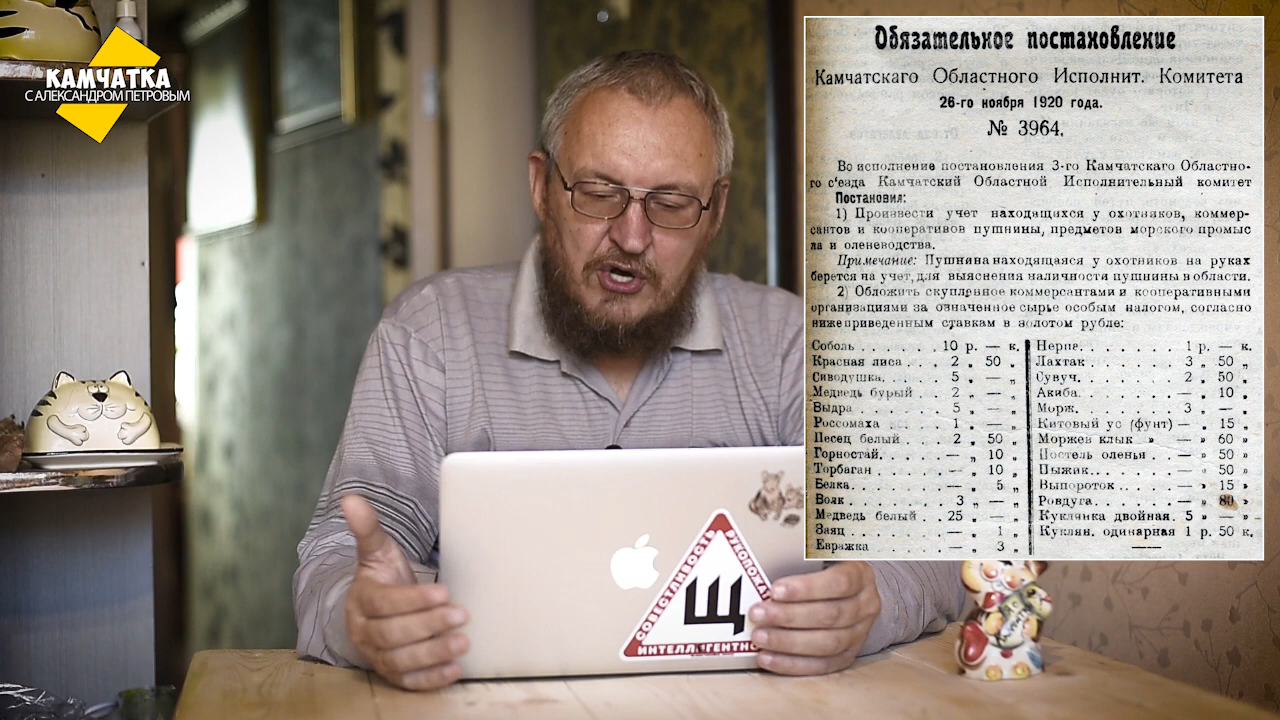 КАМЧАТКА
С АЛЕКСАНДРОМ ПЕТРОВЫМ
Обязательное постановление
Камчатскаго Областного Исполнит. Комитета
26-го ноября 1920 года.
№ 3964.
Во исполнение постановления 3-го Камчатскаго Областно-
го с'езда Камчатский Областной Исполнительный комитет
Постановил:
1) Произвести учет находящихся у охотников, коммер-
сантов и кооперативов пушнины, предметов морского промыс
ла и оленеводства.
Примечание: Пушнина находящаяся у охотников на руках
берется на учет, для выяснения наличности пушнины в области.
2) Обложить скупленное коммерсантами и кооперативными
организациями за означенное сырье особым налогом, согласно
нижеприведенным ставкам в золотом рубле:
Соболь . . . . . . . 10 р. — к.
Красная лиса . . . 2 „ 50 „
Сиводушка. . . . . 5 „ — „
Медведь бурый . . 2 „ — „
Выдра . . . . . . . 5 „ — „
Россомаха . . . . 1 „ — „
Песец белый . . . 2 „ 50 „
Горностай. . . . . — „ 10 „
Торбаган . . . . . — „ 10 „
Белка. . . . . . . — „ 5 „
Волк . . . . . . . 3 „ — „
Медведь белый . . 25 „ — „
Заяц . . . . . . . — „ 1 „
Евражка . . . . . — „ 3 „
Нерпа. . . . . . . 1 р. — к.
Лахтак . . . . . . 3 „ 50 „
Сувуч. . . . . . . 2 „ 50 „
Акиба. . . . . . . — „ 10 „
Морж. . . . . . . 3 — „
Китовый ус (фунт) — „ 15 „
Моржев клык „ — „ 60 „
Постель оленья . . — „ 50 „
Пыжик. . . . . . . — „ 50 „
Выпороток . . . . — „ 15 „
Ровдуга. . . . . . — „ 80 „
Куклянка двойная. 5 „ — „
Куклян. одинарная 1 р. 50 к.
СОВЕСТЛИВОСТЬ
Щ